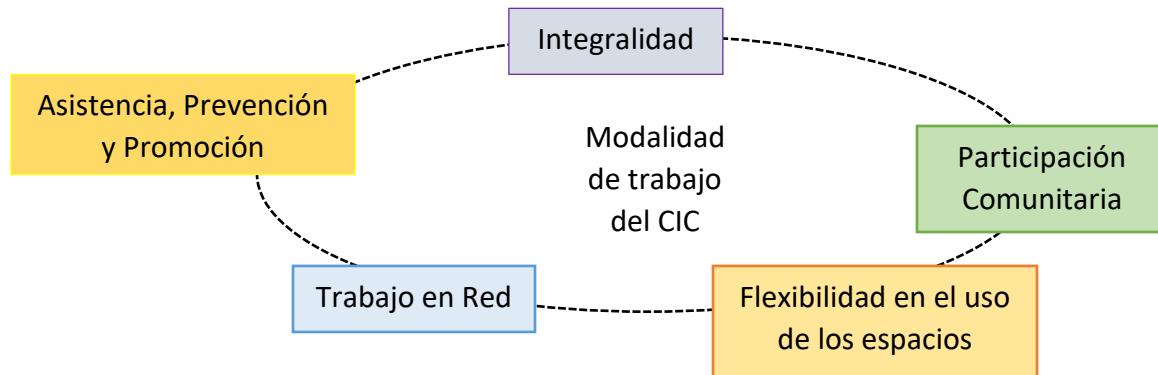 Integralidad
Asistencia, Prevención
y Promoción
Modalidad
de trabajo
del CIC
Participación
Comunitaria
Trabajo en Red
Flexibilidad en el uso
de los espacios